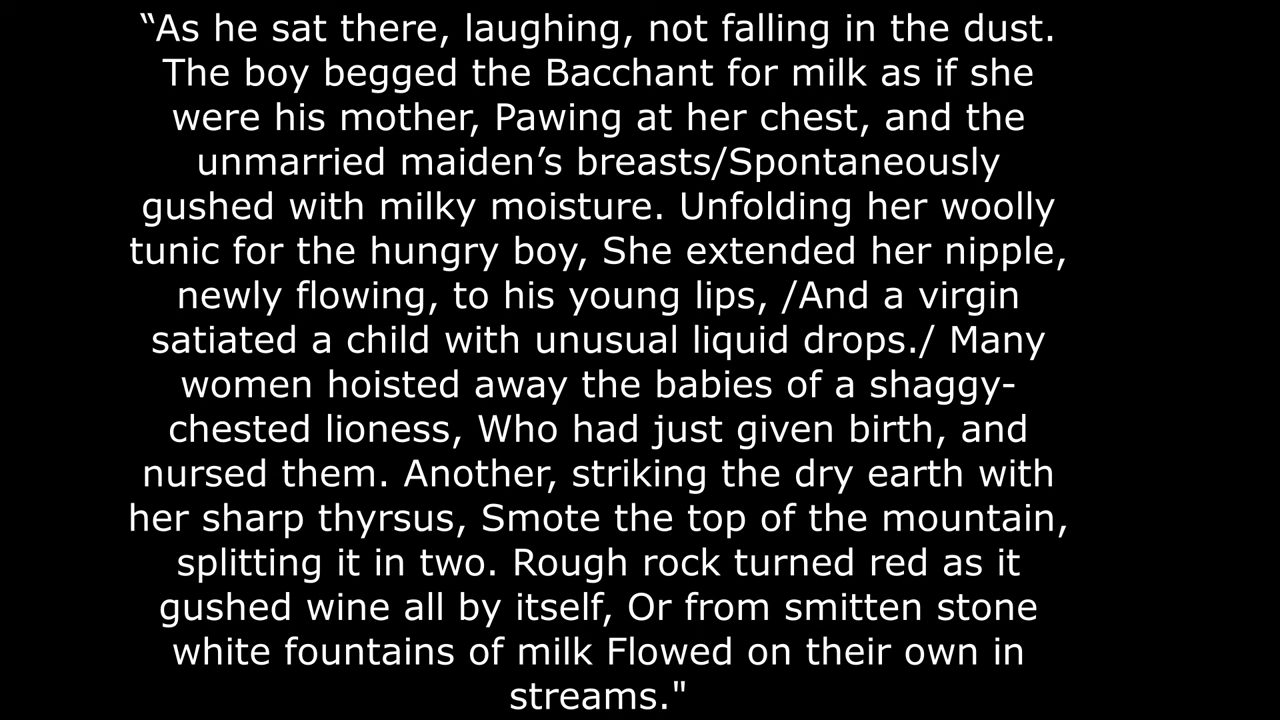 “As he sat there, laughing, not falling in the dust.
The boy begged the Bacchant for milk as if she
were his mother, Pawing at her chest, and the
unmarried maiden’s breasts/Spontaneously
gushed with milky moisture. Unfolding her woolly
tunic for the hungry boy, She extended her nipple,
newly flowing, to his young lips, /And a virgin
satiated a child with unusual liquid drops./ Many
women hoisted away the babies of a shaggy-
chested lioness, Who had just given birth, and
nursed them. Another, striking the dry earth with
her sharp thyrsus, Smote the top of the mountain,
splitting it in two. Rough rock turned red as it
gushed wine all by itself, Or from smitten stone
white fountains of milk Flowed on their own in
streams."